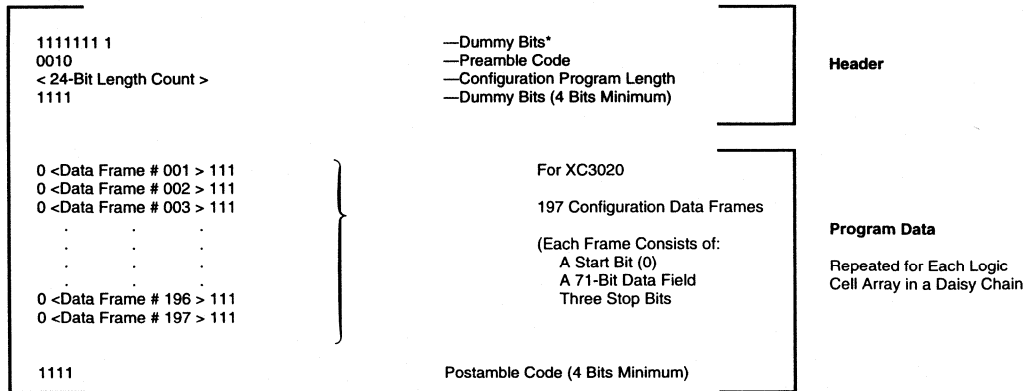 1111111 1 —Dummy Bits*
0010 —Preamble Code
< 24-Bit Length Count > —Configuration Program Length
1111 —Dummy Bits (4 Bits Minimum)
Header
0 <Data Frame # 001 > 111
0 <Data Frame # 002 > 111
0 <Data Frame # 003 > 111
. . .
. . .
. . .
. . .
0 <Data Frame # 196 > 111
0 <Data Frame # 197 > 111
For XC3020
197 Configuration Data Frames
(Each Frame Consists of:
A Start Bit (0)
A 71-Bit Data Field
Three Stop Bits
Program Data
Repeated for Each Logic
Cell Array in a Daisy Chain
1111 Postamble Code (4 Bits Minimum)